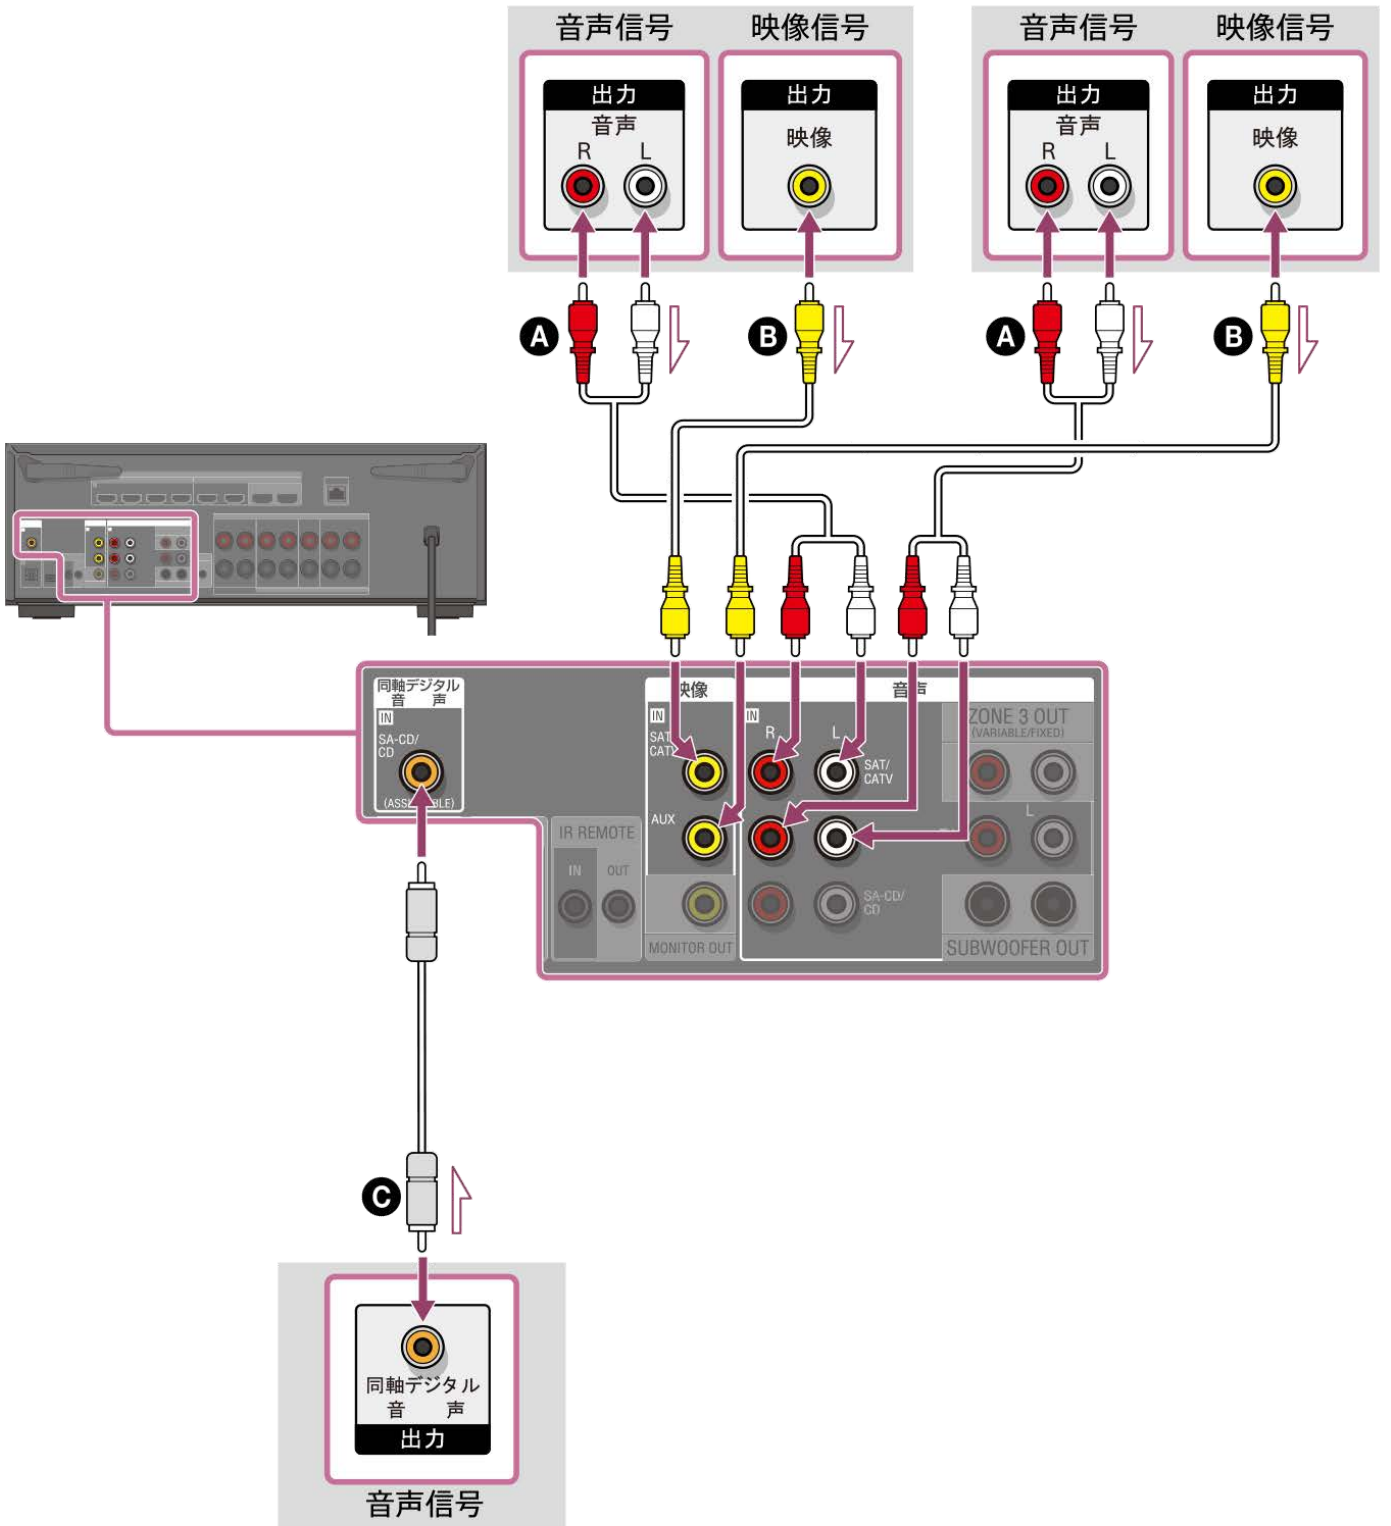 音声信号 映像信号 音声信号 映像信号
出力 出力 出力 出力
音声 映像 音声 映像
R L R L
A B A B
同軸デジタル
音 声
IN
SA-CD/
CD
(ASSI BLE)
映像
IN
SAT
CAT
AUX
MONITOR OUT
音声
IN
R L
SAT/
CATV
SA-CD/
CD
ZONE 3 OUT
(VARIABLE/FIXED)
L
SUBWOOFER OUT
IR REMOTE
IN OUT
C
同軸デジタル
音 声
出力
音声信号